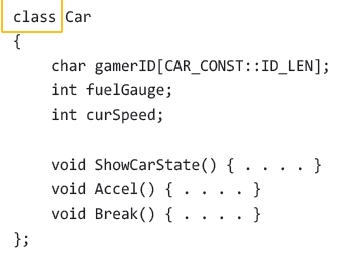 class Car
{
char gamerID[CAR_CONST::ID_LEN];
int fuelGauge;
int curSpeed;
void ShowCarState() { . . . . }
void Accel() { . . . . }
void Break() { . . . . }
};